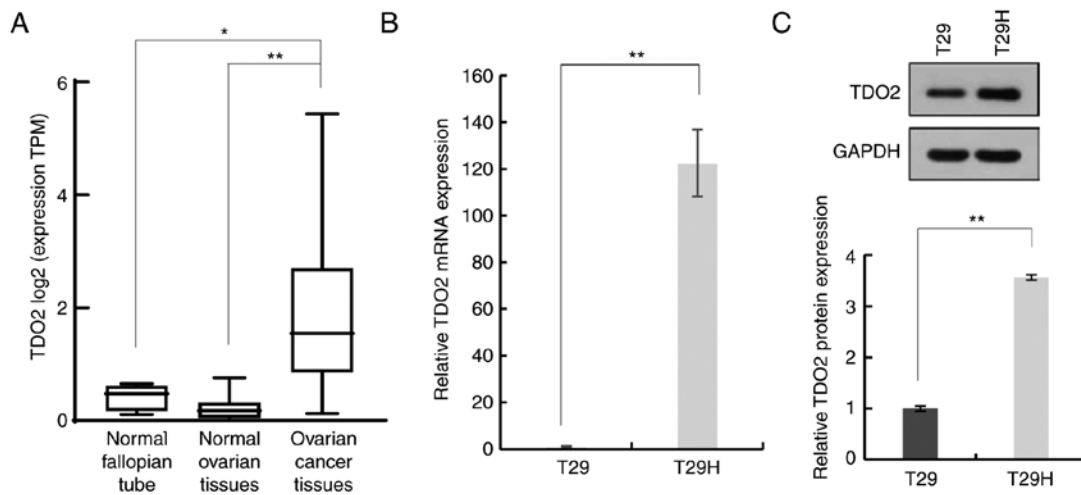 A
*
**
TDO2 log2 (expression TPM)
6
4
2
0
Normal
fallopian
tube
Normal
ovarian
tissues
Ovarian
cancer
tissues
B
**
Relative TDO2 mRNA expression
160
140
120
100
80
60
40
20
0
T29
T29H
C
T29
T29H
TDO2
GAPDH
**
Relative TDO2 protein expression
4
3
2
1
0
T29
T29H